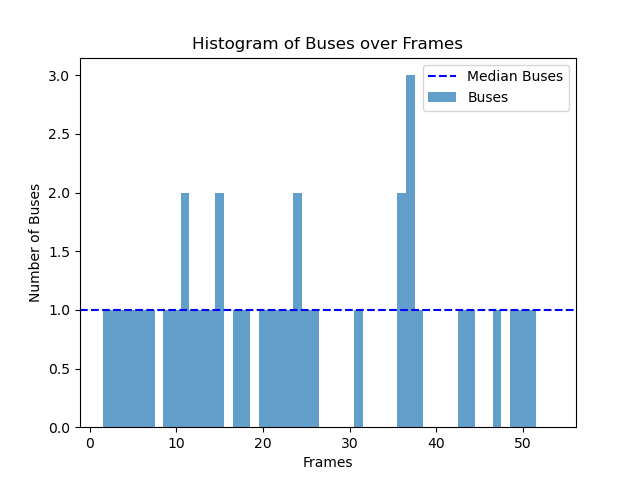 Histogram of Buses over Frames
Median Buses
Buses
Number of Buses
3.0
2.5
2.0
1.5
1.0
0.5
0.0
0 10 20 30 40 50
Frames